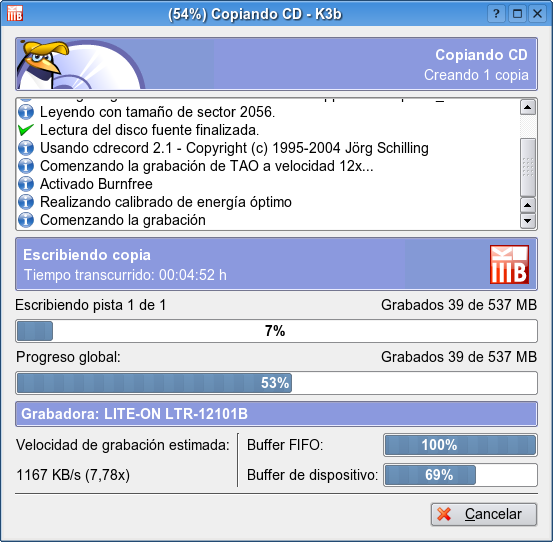 (54%) Copiando CD - K3b
Copiando CD
Creando 1 copia
Leyendo con tamaño de sector 2056.
Lectura del disco fuente finalizada.
Usando cdrecord 2.1 - Copyright (c) 1995-2004 Jörg Schilling
Comenzando la grabación de TAO a velocidad 12x...
Activado Burnfree
Realizando calibrado de energía óptimo
Comenzando la grabación
Escribiendo copia
Tiempo transcurrido: 00:04:52 h
K3B
Escribiendo pista 1 de 1 Grabados 39 de 537 MB
7%
Progreso global: Grabados 39 de 537 MB
53%
Grabadora: LITE-ON LTR-12101B
Velocidad de grabación estimada: Buffer FIFO: 100%
1167 KB/s (7,78x) Buffer de dispositivo: 69%
Cancelar